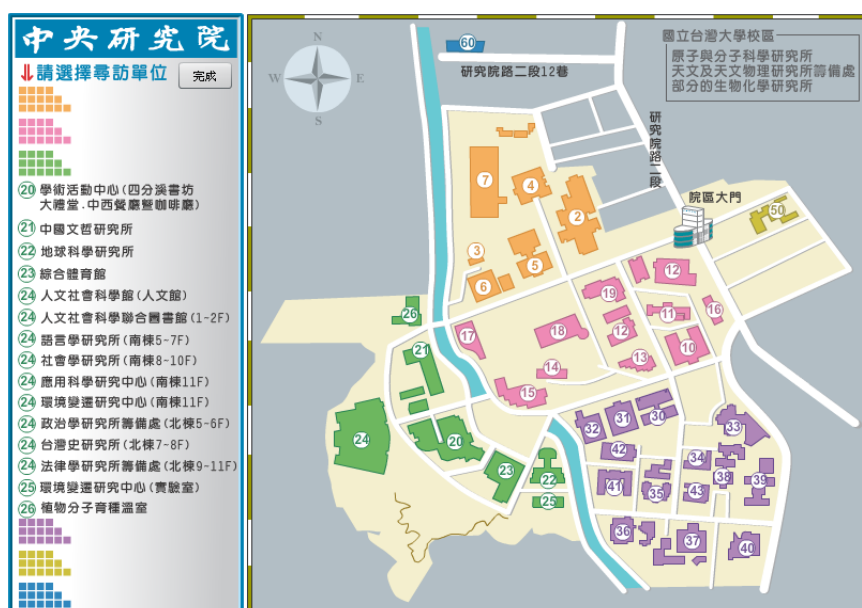 中央研究院
⇓請選擇尋訪單位 完成
20 學術活動中心(四分溪書坊
大禮堂.中西餐廳暨咖啡廳)
21 中國文哲研究所
22 地球科學研究所
23 綜合體育館
24 人文社會科學館(人文館)
24 人文社會科學聯合圖書館(1-2F)
24 語言學研究所(南棟5-7F)
24 社會學研究所(南棟8-10F)
24 應用科學研究中心(南棟11F)
24 環境變遷研究中心(南棟11F)
24 政治學研究所籌備處(北棟5-6F)
24 台灣史研究所(北棟7-8F)
24 法律學研究所籌備處(北棟9-11F)
25 環境變遷研究中心(實驗室)
26 植物分子育種溫室
N
W E
S
60
研究院路二段12巷
國立台灣大學校區
原子與分子科學研究所
天文及天文物理研究所籌備處
部分的生物化學研究所
研究院路二段
院區大門
7
4
2
50
3
5
6
12
19
26
11
16
17
18
12
10
21
13
14
15
30
31
32
33
20
24
42
34
23
22
41
35
43
38
39
25
36
37
40